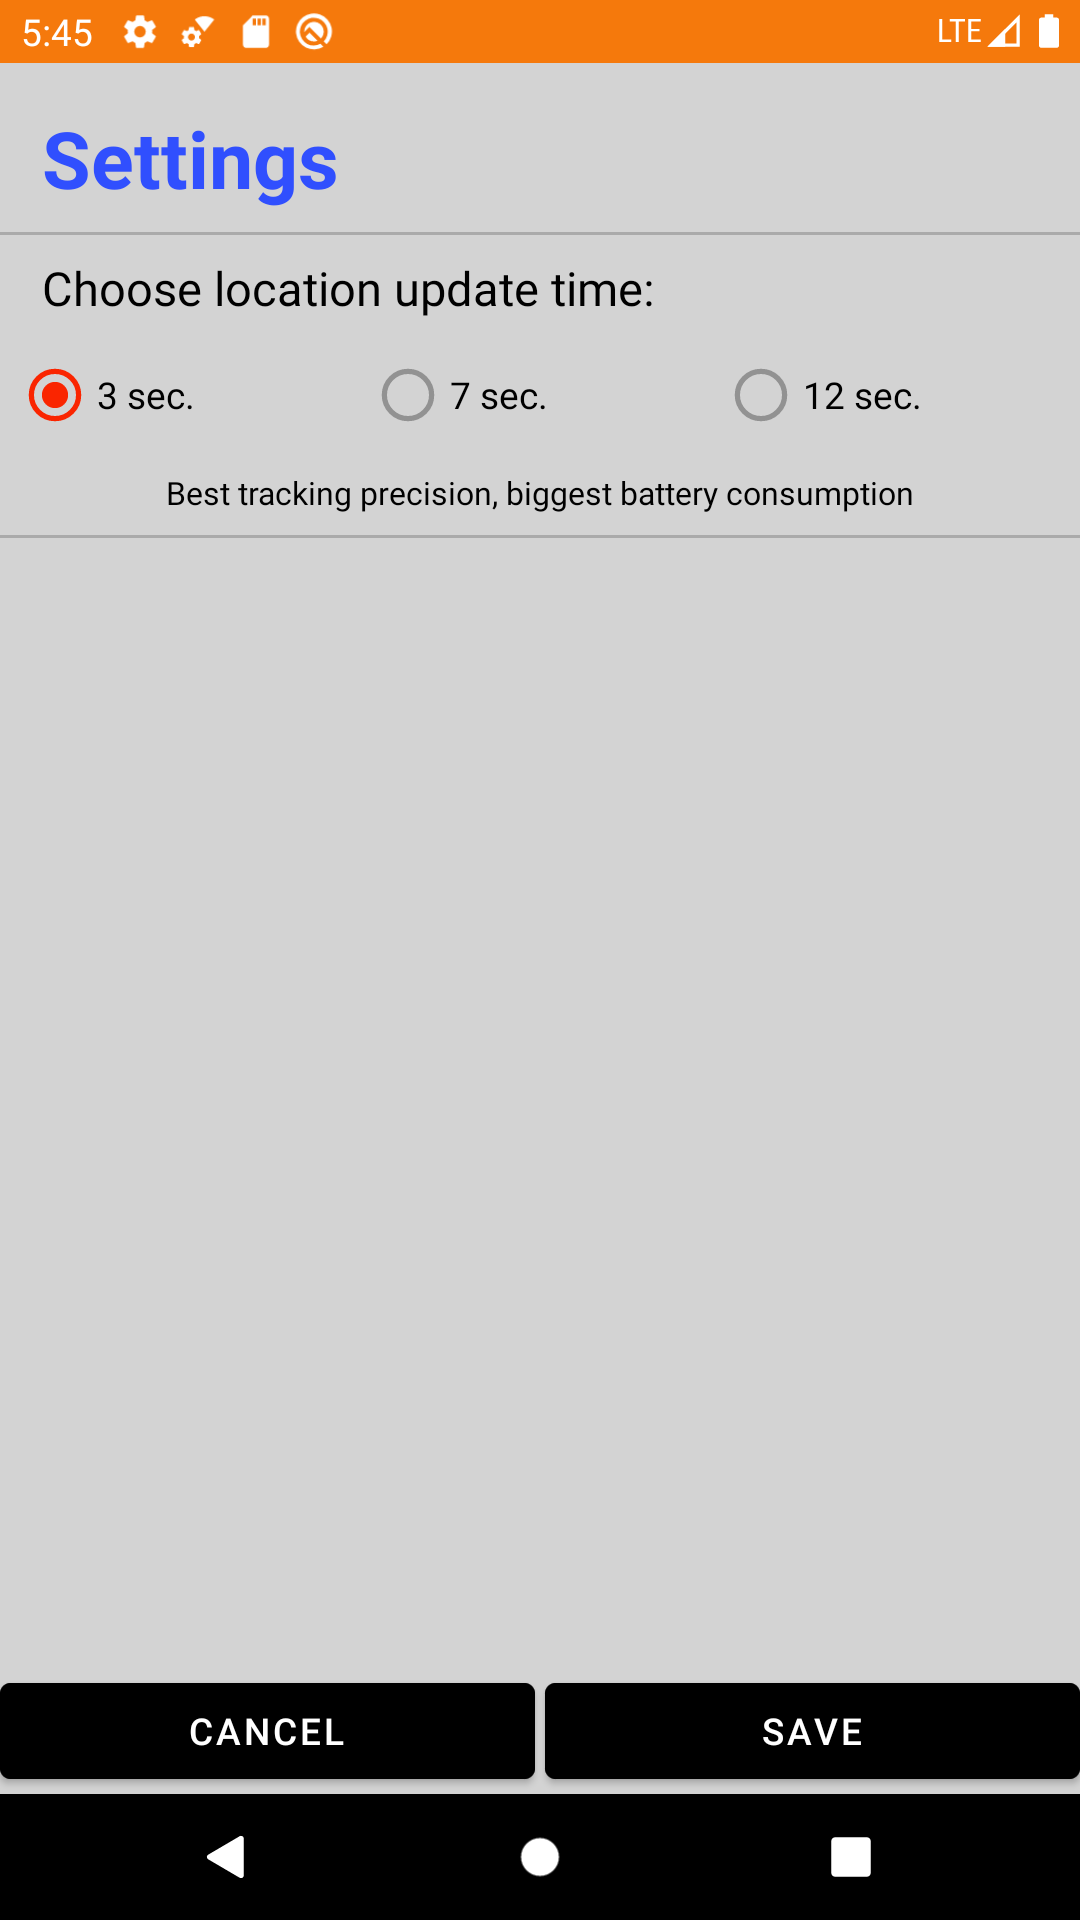 5:45 LTE
Settings
Choose location update time:
3 sec. 7 sec. 12 sec.
Best tracking precision, biggest battery consumption
CANCEL SAVE